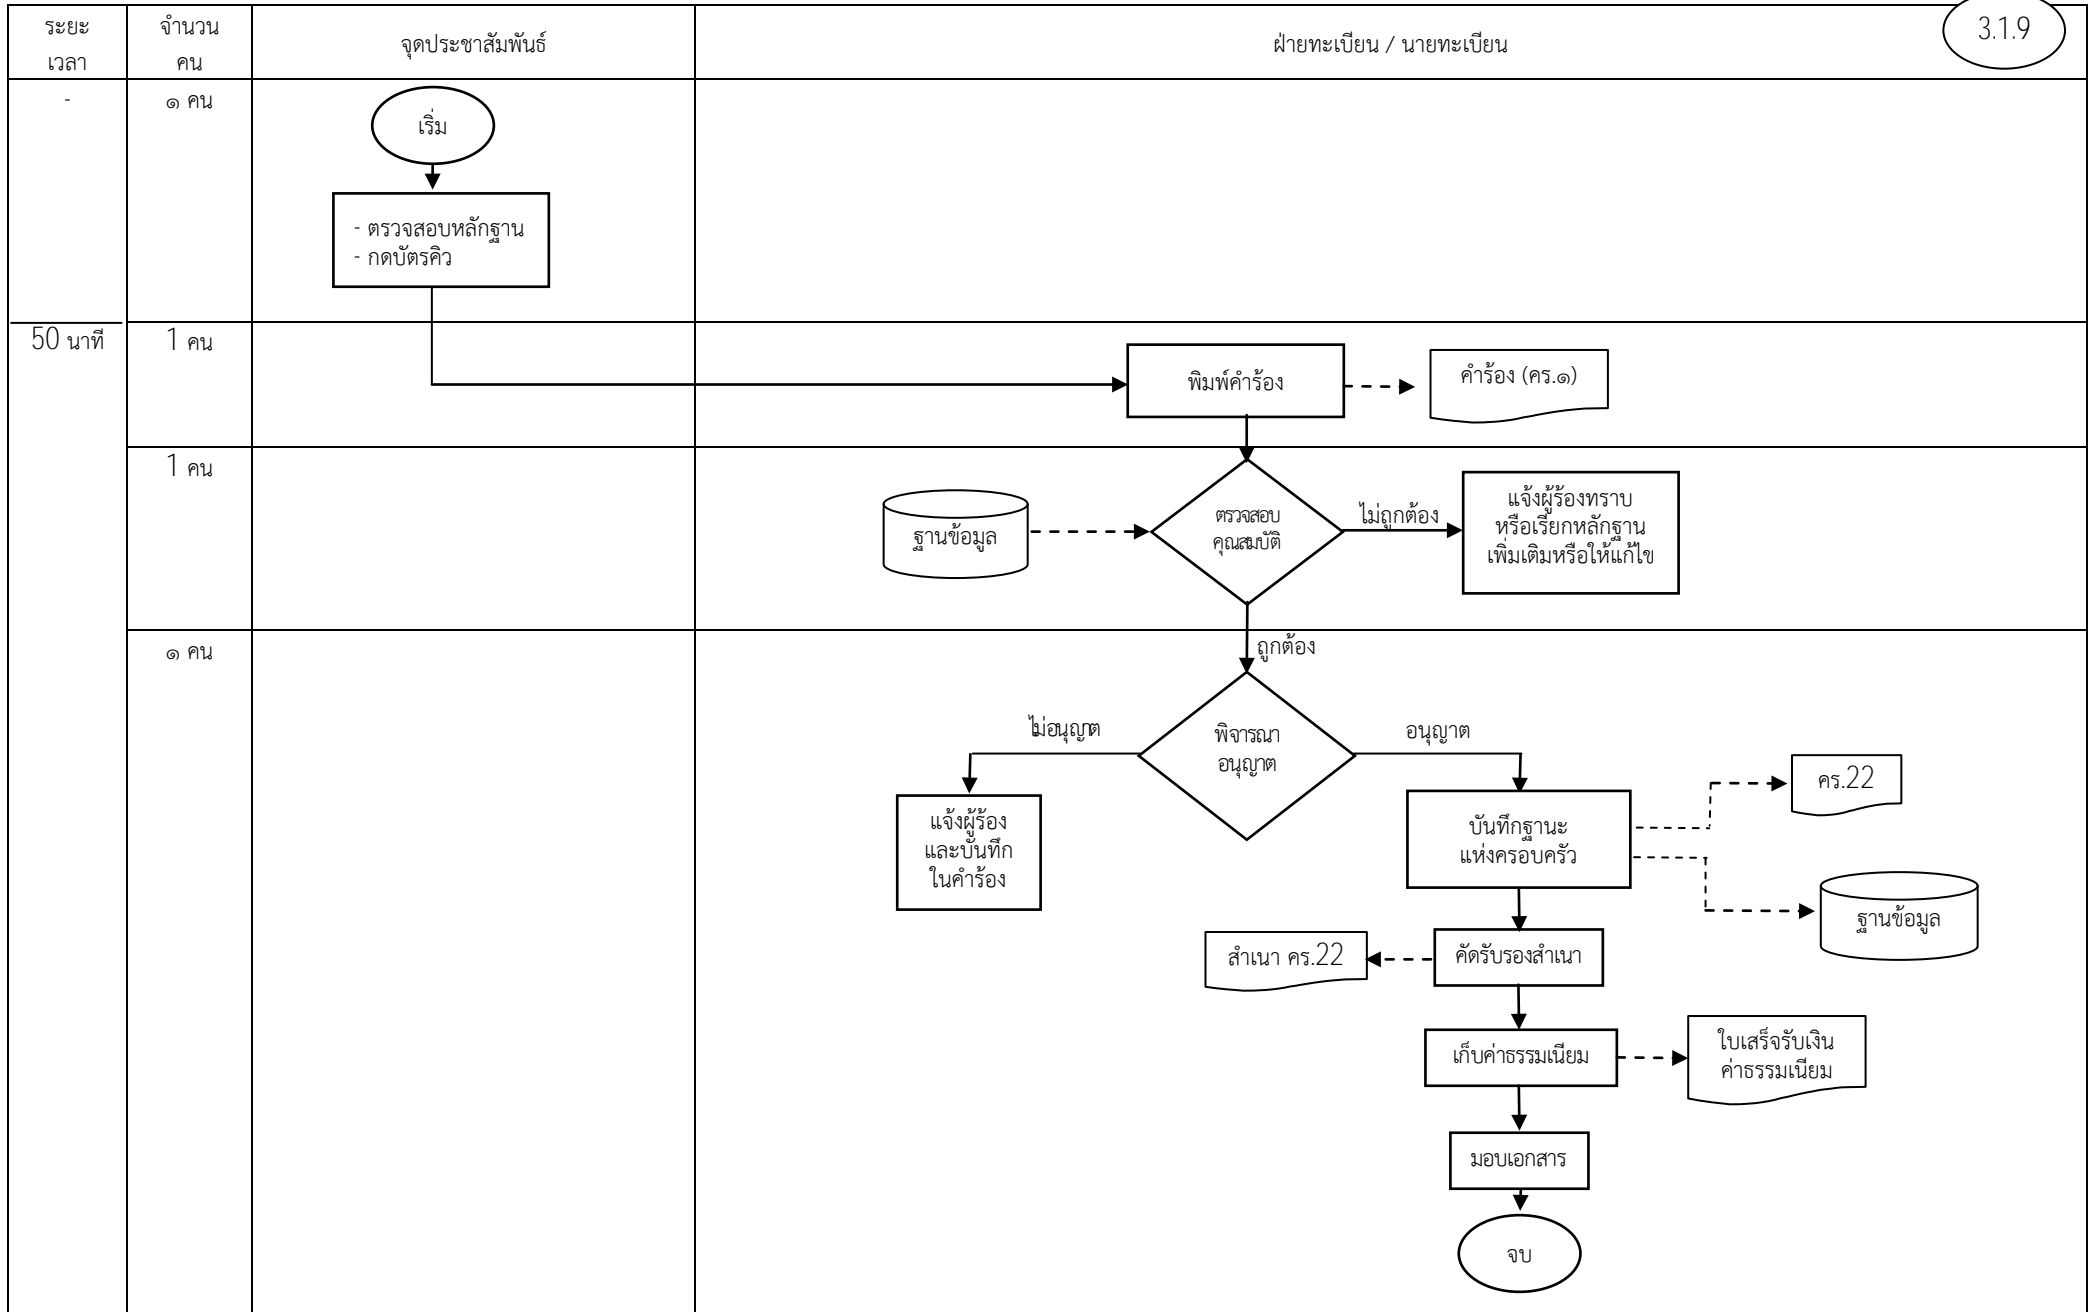 ระยะ
เวลา
จำนวน
คน
จุดประชาสัมพันธ์
ฝ่ายทะเบียน / นายทะเบียน
3.1.9
-
๑ คน
เริ่ม
- ตรวจสอบหลักฐาน
- กดบัตรคิว
50 นาที
1 คน
พิมพ์คำร้อง
คำร้อง (คร.๑)
1 คน
ฐานข้อมูล
ตรวจสอบ
คุณสมบัติ
ไม่ถูกต้อง
แจ้งผู้ร้องทราบ
หรือเรียกหลักฐาน
เพิ่มเติมหรือให้แก้ไข
๑ คน
ถูกต้อง
ไม่อนุญาต
พิจารณา
อนุญาต
อนุญาต
แจ้งผู้ร้อง
และบันทึก
ในคำร้อง
บันทึกฐานะ
แห่งครอบครัว
คร.22
ฐานข้อมูล
สำเนา คร.22
คัดรับรองสำเนา
เก็บค่าธรรมเนียม
ใบเสร็จรับเงิน
ค่าธรรมเนียม
มอบเอกสาร
จบ